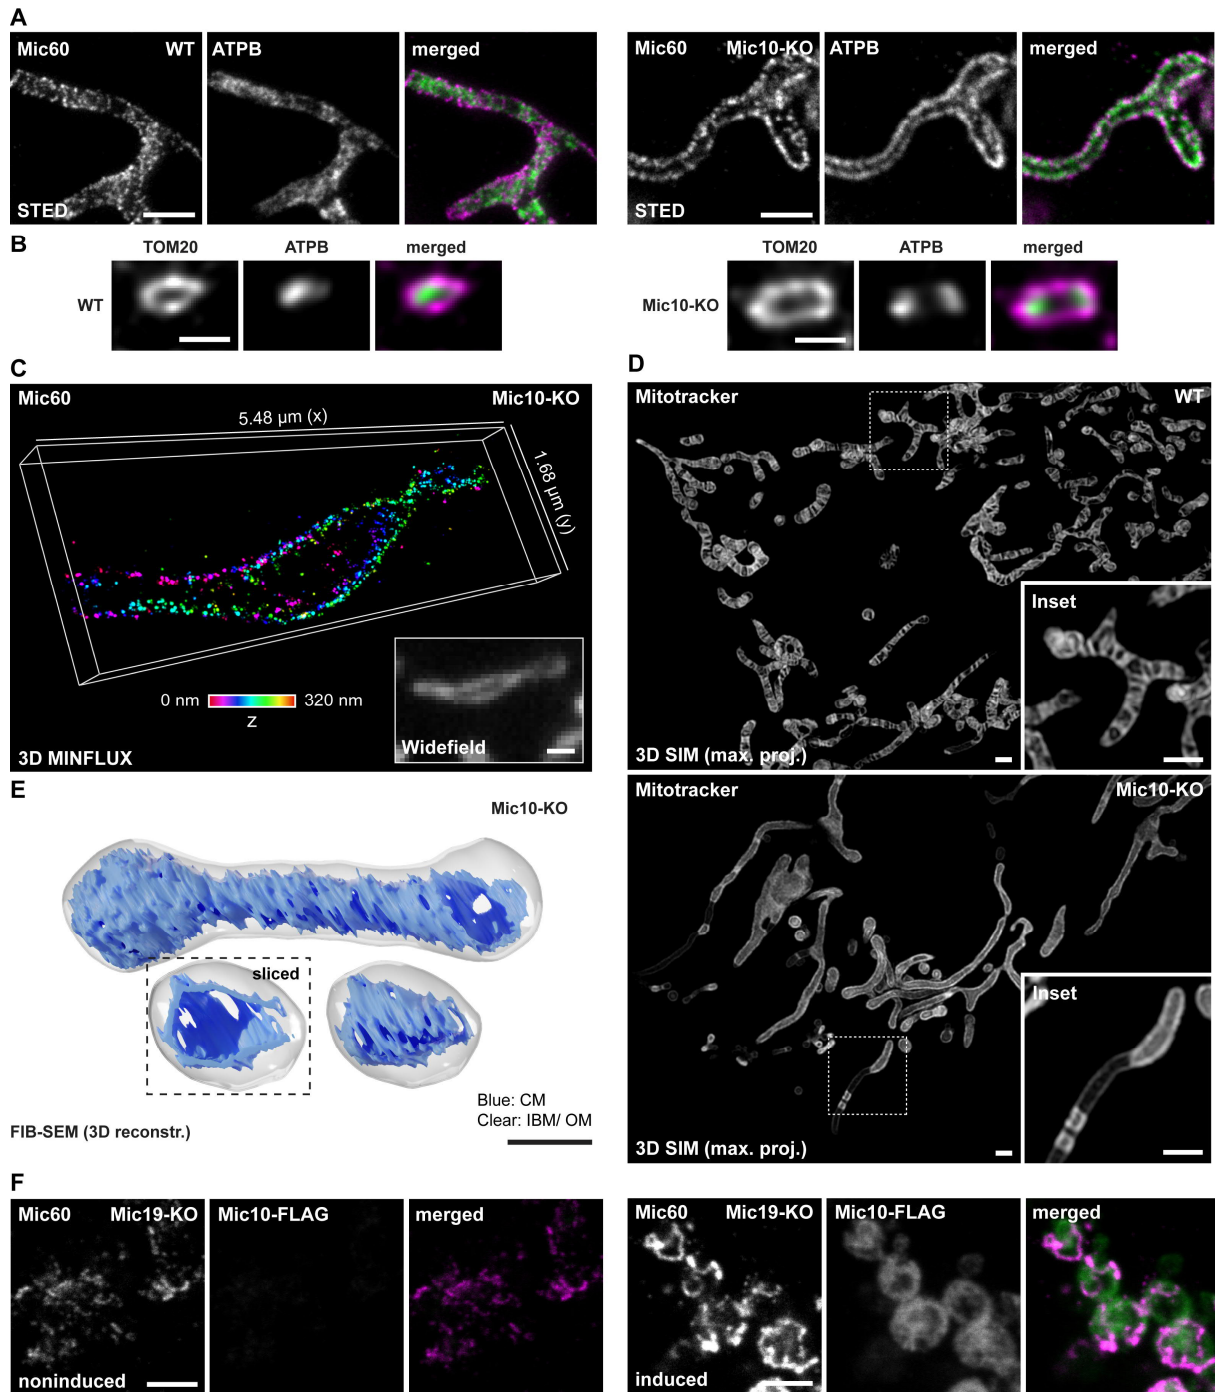 A
Mic60 WT ATPB merged
STED
Mic60 Mic10-KO ATPB merged
STED
B
TOM20 ATPB merged
WT
TOM20 ATPB merged
Mic10-KO
C
Mic60 Mic10-KO
5.48 µm (x)
1.68 µm (y)
0 nm 320 nm
z
3D MINFLUX
Widefield
D
Mitotracker WT
Inset
3D SIM (max. proj.)
Mitotracker Mic10-KO
Inset
3D SIM (max. proj.)
E
Mic10-KO
sliced
Blue: CM
Clear: IBM/ OM
FIB-SEM (3D reconstr.)
F
Mic60 Mic19-KO Mic10-FLAG merged
noninduced
Mic60 Mic19-KO Mic10-FLAG merged
induced